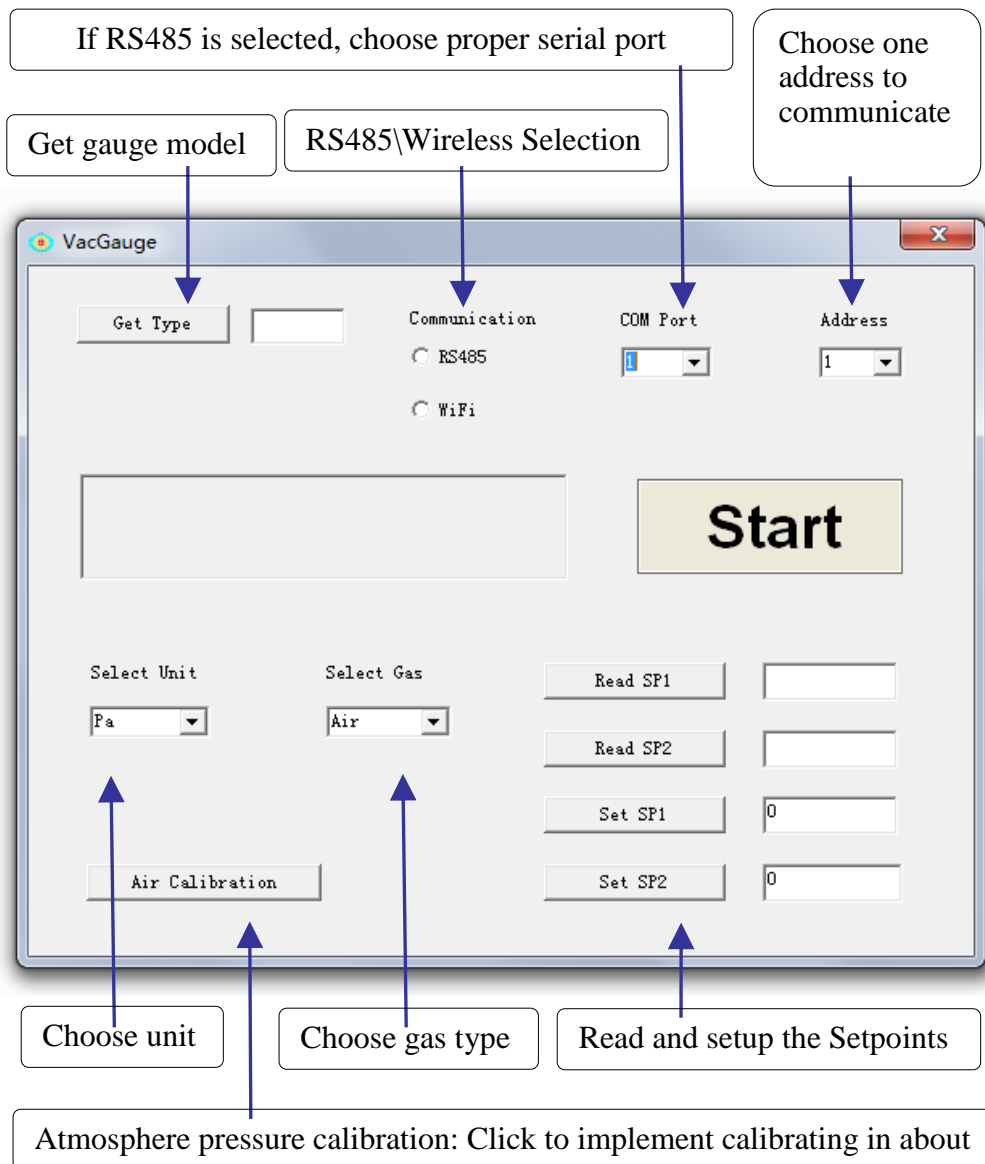 If RS485 is selected, choose proper serial port
Choose one
address to
communicate
Get gauge model
RS485\Wireless Selection
VacGauge
Get Type
Communication
COM Port
Address
RS485
1
1
WiFi
Start
Select Unit
Select Gas
Read SP1
Pa
Air
Read SP2
Set SP1
0
Air Calibration
Set SP2
0
Choose unit
Choose gas type
Read and setup the Setpoints
Atmosphere pressure calibration: Click to implement calibrating in about